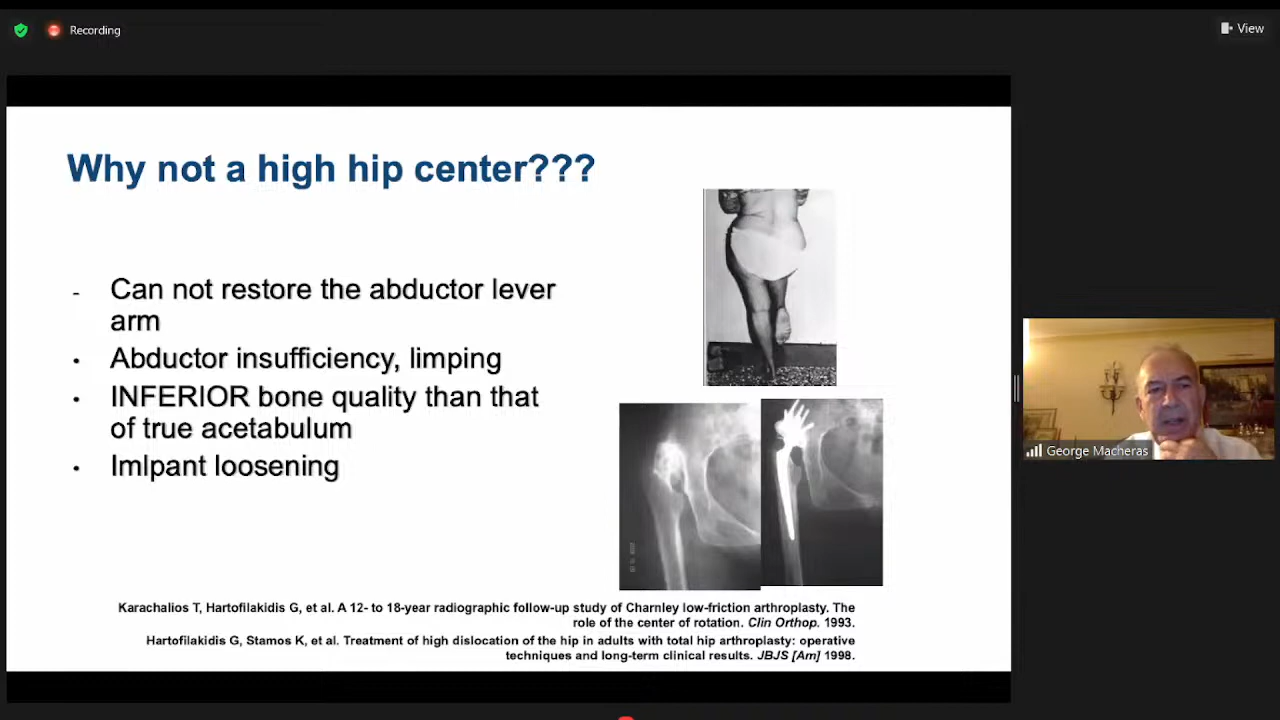 Recording
View
Why not a high hip center???
- Can not restore the abductor lever
arm
• Abductor insufficiency, limping
• INFERIOR bone quality than that
of true acetabulum
• Imlpant loosening
George Macheras
Karachalios T, Hartofilakidis G, et al. A 12- to 18-year radiographic follow-up study of Charnley low-friction arthroplasty. The
role of the center of rotation. Clin Orthop. 1993.
Hartofilakidis G, Stamos K, et al. Treatment of high dislocation of the hip in adults with total hip arthroplasty: operative
techniques and long-term clinical results. JBJS [Am] 1998.